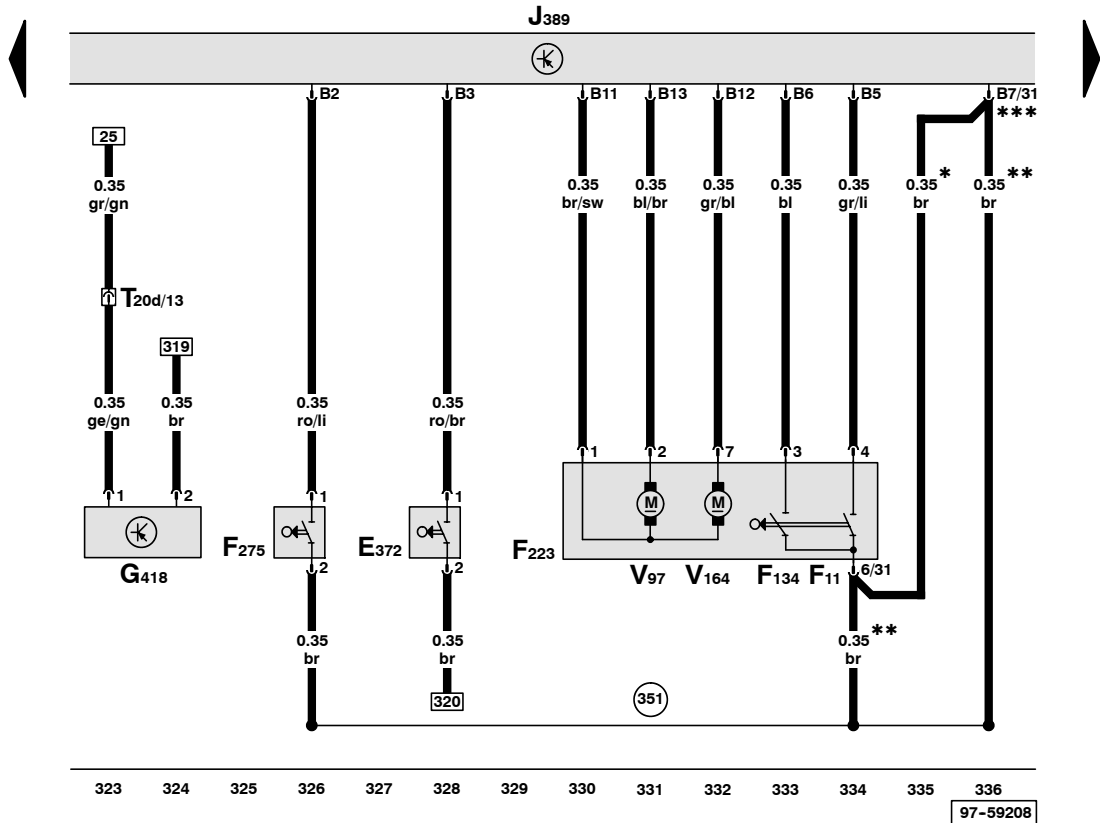 J389
B2 B3 B11 B13 B12 B6 B5 B7/31
***
25
* **
0.35 0.35 0.35 0.35 0.35 0.35 0.35 0.35
gr/gn br/sw bl/br gr/bl bl gr/li br br
T20d/13
319
0.35 0.35 0.35 0.35
ge/gn br ro/li ro/br
1 2 7 3 4
1 2 1 1
M M
F275 E372 F223
G418 2 2 V97 V164 F134 F11 6/31
**
0.35 0.35 0.35
br br br
320 351
323 324 325 326 327 328 329 330 331 332 333 334 335 336
97-59208